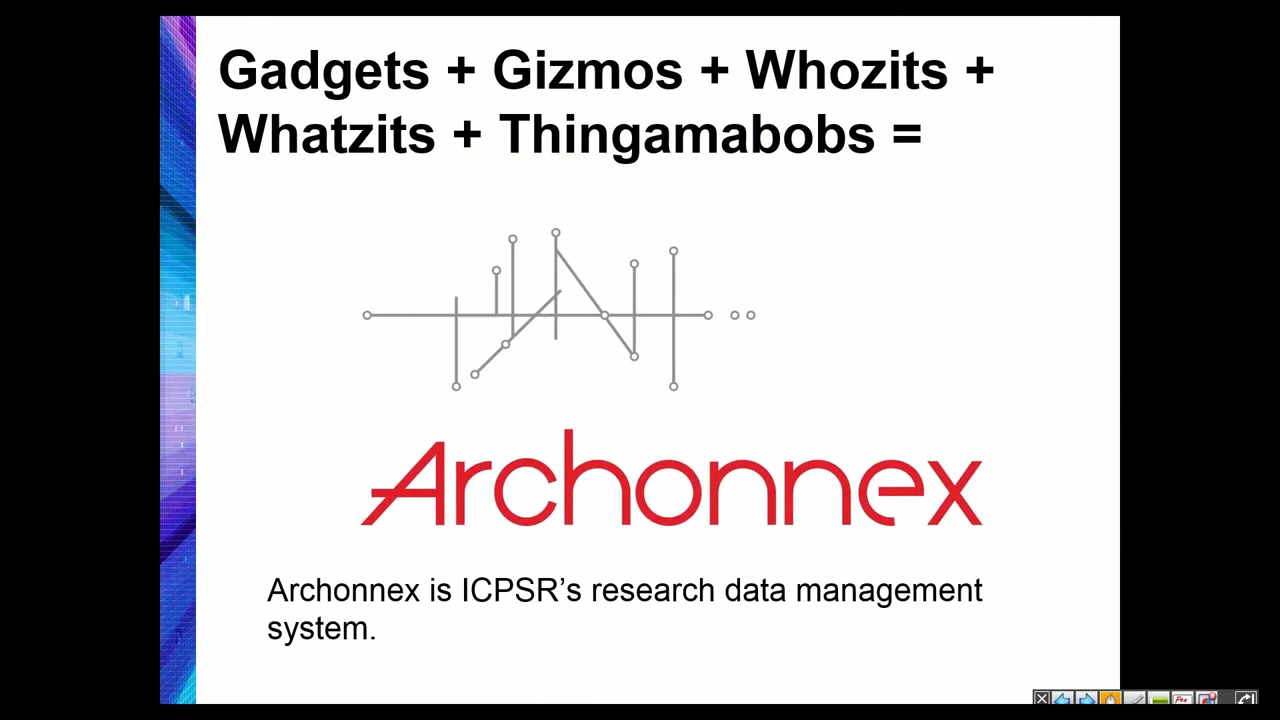 Gadgets + Gizmos + Whozits +
Whatzits + Thingamabobs =
Archonnex
Archonnex is ICPSR’s research data management
system.